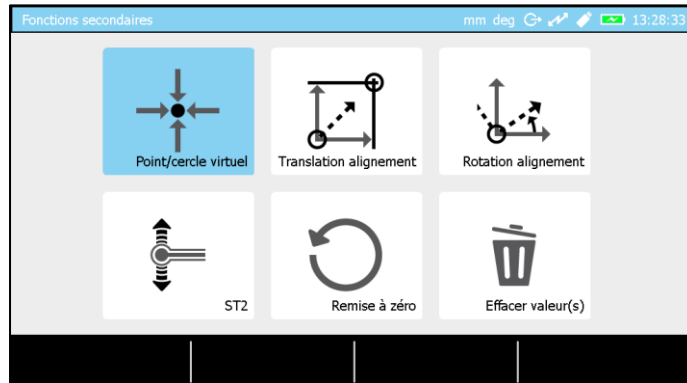 Fonctions secondaires mm deg 13:28:33
Point/cercle virtuel Translation alignement Rotation alignement
ST2 Remise à zéro Effacer valeur(s)